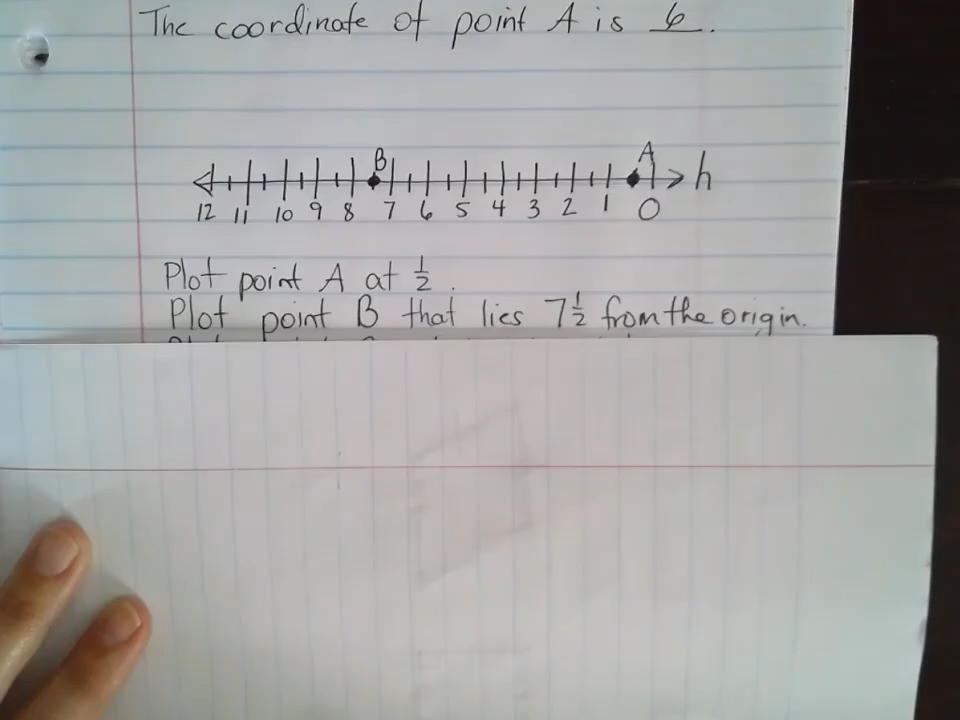 The coordinate of point A is 6.
B A
h
12 11 10 9 8 7 6 5 4 3 2 1 0
Plot point A at 1/2.
Plot point B that lies 7 1/2 from the origin.